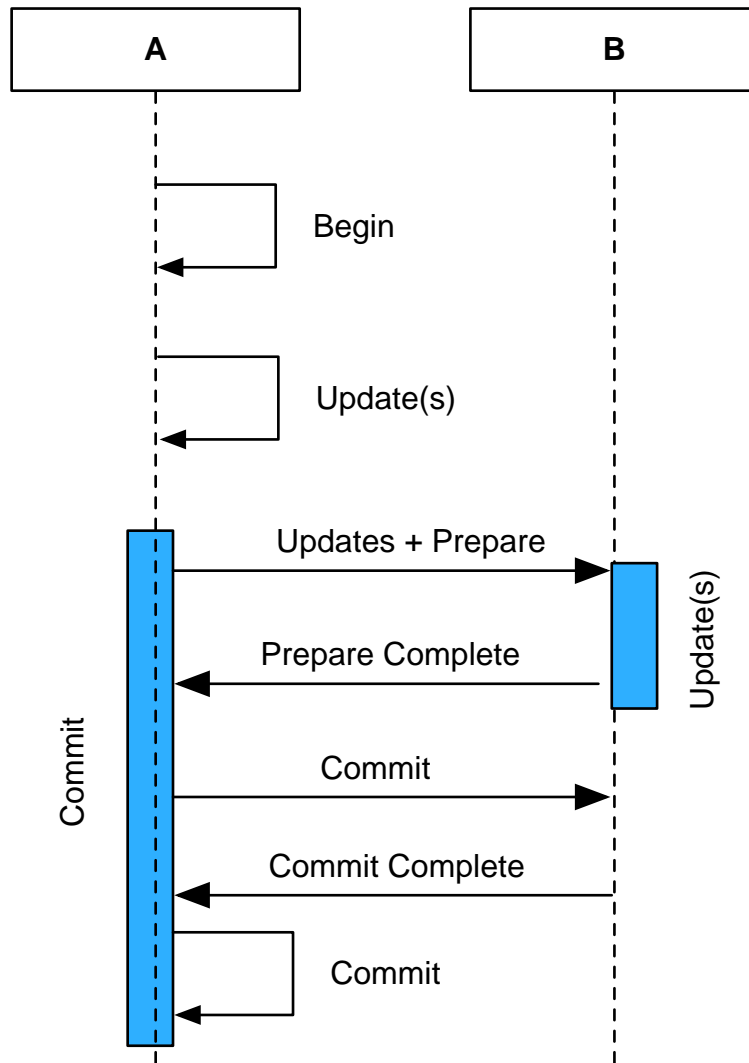 A
B
Begin
Update(s)
Updates + Prepare
Update(s)
Prepare Complete
Commit
Commit
Commit Complete
Commit